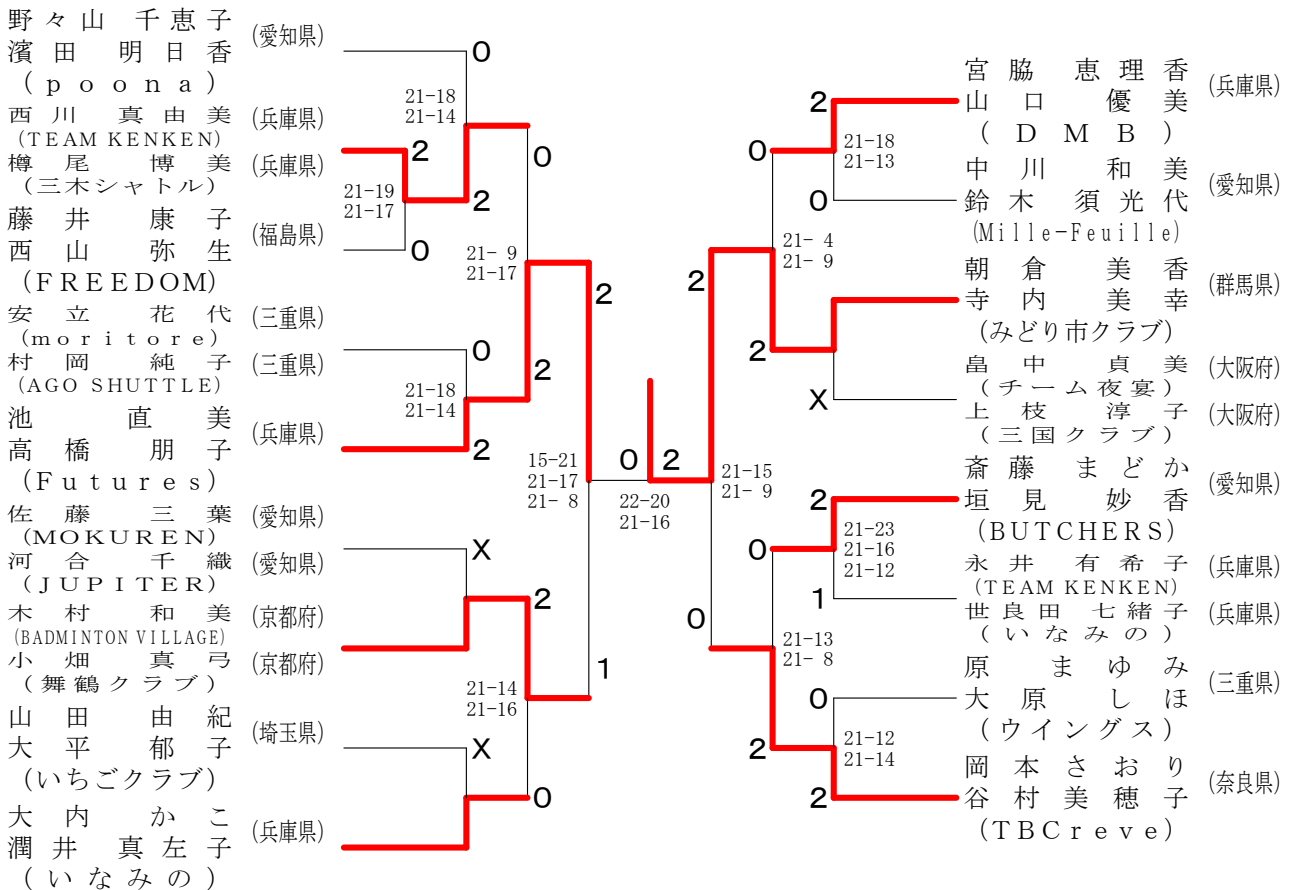 野々山 千恵子
濱田 明日香
(poona)
(愛知県)
0
21-18
21-14
西川 真由美
(TEAM KENKEN)
(兵庫県)
樽尾 博美
(三木シャトル)
(兵庫県)
2
0
21-19
21-17
2
藤井 康子
西山 弥生
(FREEDOM)
(福島県)
0
21- 9
21-17
2
安立 花代
(moritore)
(三重県)
村岡 純子
(AGO SHUTTLE)
(三重県)
0
2
21-18
21-14
池 直美
高橋 朋子
(Futures)
(兵庫県)
2
15-21
21-17
21- 8
0
2
22-20
21-16
佐藤 三葉
(MOKUREN)
(愛知県)
河合 千織
(JUPITER)
(愛知県)
X
2
木村 和美
(BADMINTON VILLAGE)
(京都府)
小畑 真弓
(舞鶴クラブ)
(京都府)
1
21-14
21-16
山田 由紀
大平 郁子
(いちごクラブ)
(埼玉県)
X
0
大内 かこ
潤井 真左子
(いなみの)
(兵庫県)
宮脇 恵理香
山口 優美
(DMB)
(兵庫県)
2
0
21-18
21-13
中川 和美
鈴木 須光代
(Mille-Feuille)
(愛知県)
0
21- 4
21- 9
2
朝倉 美香
寺内 美幸
(みどり市クラブ)
(群馬県)
2
畠中 貞美
(チーム夜宴)
(大阪府)
上枝 淳子
(三国クラブ)
(大阪府)
X
21-15
21- 9
斎藤 まどか
垣見 妙香
(BUTCHERS)
(愛知県)
2
21-23
21-16
21-12
0
永井 有希子
(TEAM KENKEN)
(兵庫県)
世良田 七緒子
(いなみの)
(兵庫県)
1
0
21-13
21- 8
原 まゆみ
大原 しほ
(ウイングス)
(三重県)
0
2
21-12
21-14
岡本さおり
谷村美穂子
(TBCreve)
(奈良県)
2